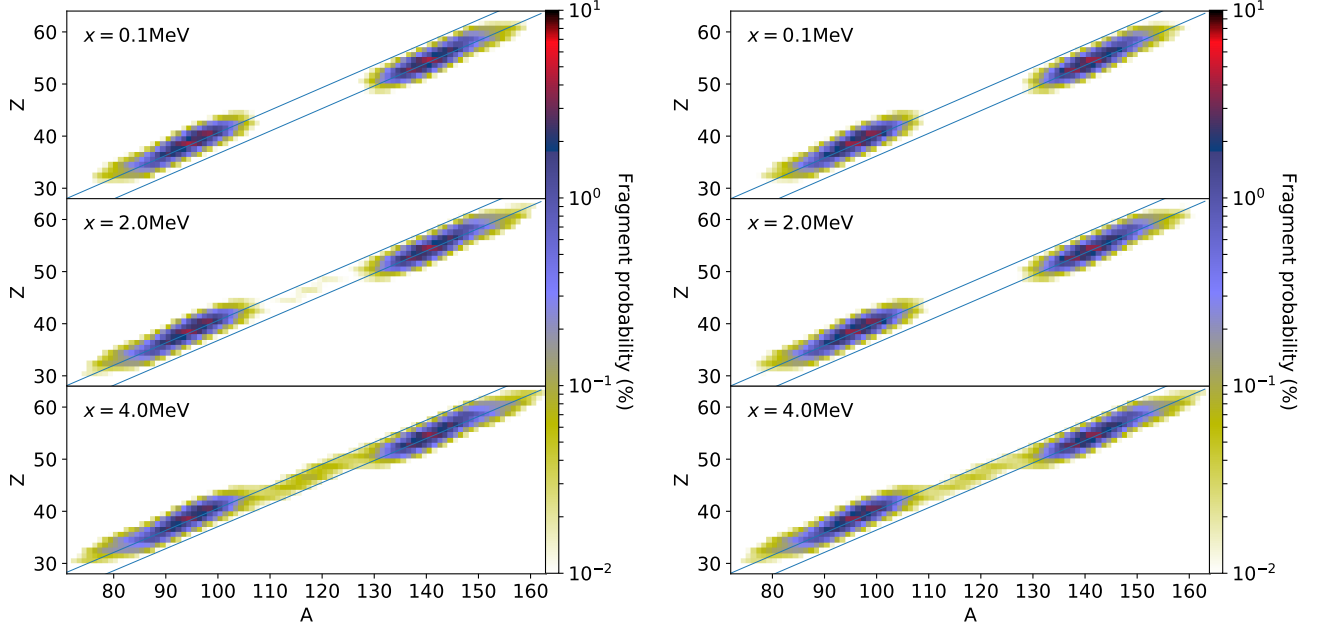 x = 0.1MeV
60
50
40
30
Z
x = 2.0MeV
60
50
40
30
Z
x = 4.0MeV
60
50
40
30
Z
80 90 100 110 120 130 140 150 160
A
10^1
10^0
10^−1
10^−2
Fragment probability (%)
x = 0.1MeV
60
50
40
30
Z
x = 2.0MeV
60
50
40
30
Z
x = 4.0MeV
60
50
40
30
Z
80 90 100 110 120 130 140 150 160
A
10^1
10^0
10^−1
10^−2
Fragment probability (%)